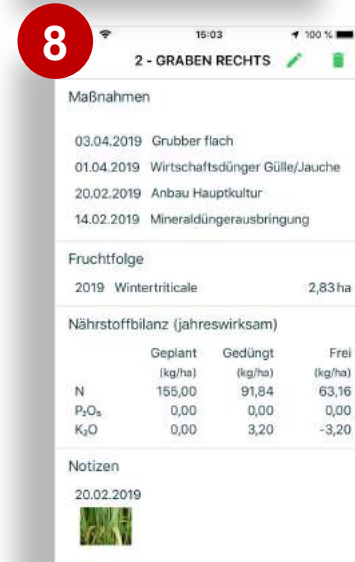 8
15:03 100 %
2 - GRABEN RECHTS
Maßnahmen
03.04.2019 Grubber flach
01.04.2019 Wirtschaftsdünger Gülle/Jauche
20.02.2019 Anbau Hauptkultur
14.02.2019 Mineraldüngerausbringung
Fruchtfolge
2019 Wintertriticale 2,83 ha
Nährstoffbilanz (jahreswirksam)
Geplant Gedüngt Frei
(kg/ha) (kg/ha) (kg/ha)
N 155,00 91,84 63,16
P₂O₅ 0,00 0,00 0,00
K₂O 0,00 3,20 -3,20
Notizen
20.02.2019